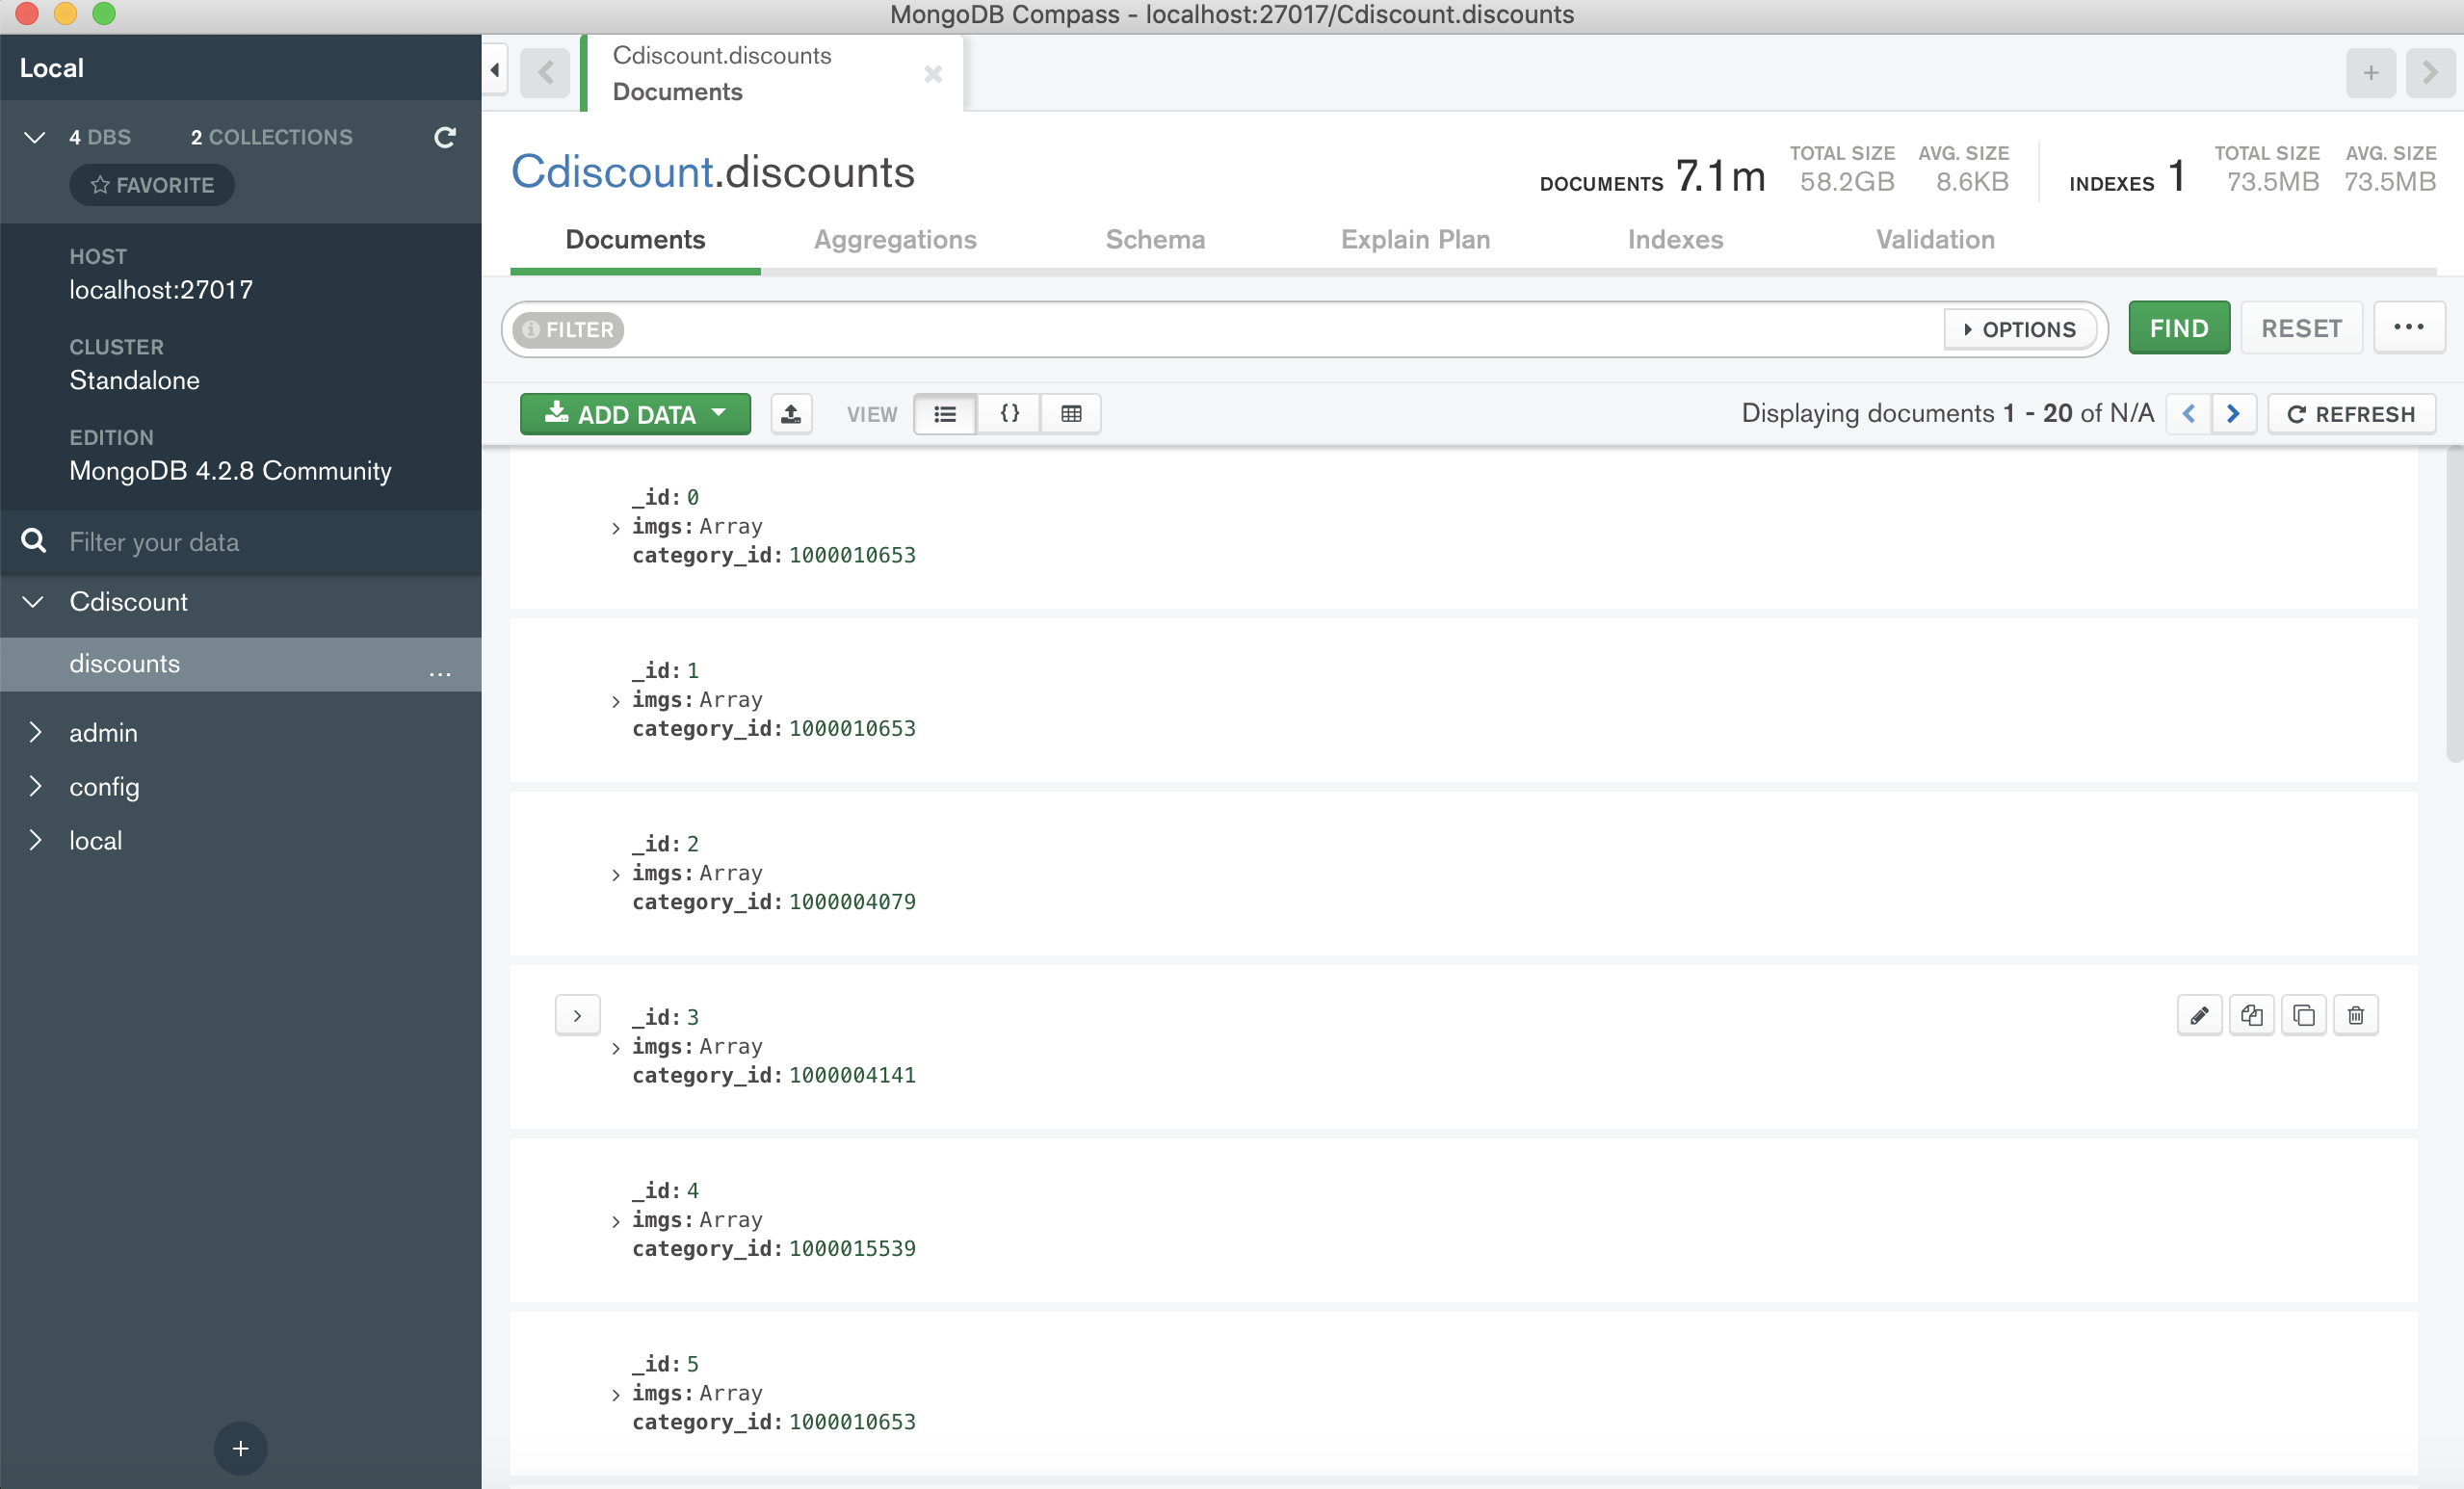 MongoDB Compass - localhost:27017/Cdiscount.discounts
Local
4 DBS 2 COLLECTIONS
FAVORITE
HOST
localhost:27017
CLUSTER
Standalone
EDITION
MongoDB 4.2.8 Community
Filter your data
Cdiscount
discounts ...
admin
config
local
+
Cdiscount.discounts
Documents
+
Cdiscount.discounts
DOCUMENTS 7.1m TOTAL SIZE 58.2GB AVG. SIZE 8.6KB INDEXES 1 TOTAL SIZE 73.5MB AVG. SIZE 73.5MB
Documents Aggregations Schema Explain Plan Indexes Validation
FILTER OPTIONS FIND RESET ...
ADD DATA VIEW {} Displaying documents 1 - 20 of N/A REFRESH
_id: 0
imgs: Array
category_id: 1000010653
_id: 1
imgs: Array
category_id: 1000010653
_id: 2
imgs: Array
category_id: 1000004079
_id: 3
imgs: Array
category_id: 1000004141
_id: 4
imgs: Array
category_id: 1000015539
_id: 5
imgs: Array
category_id: 1000010653